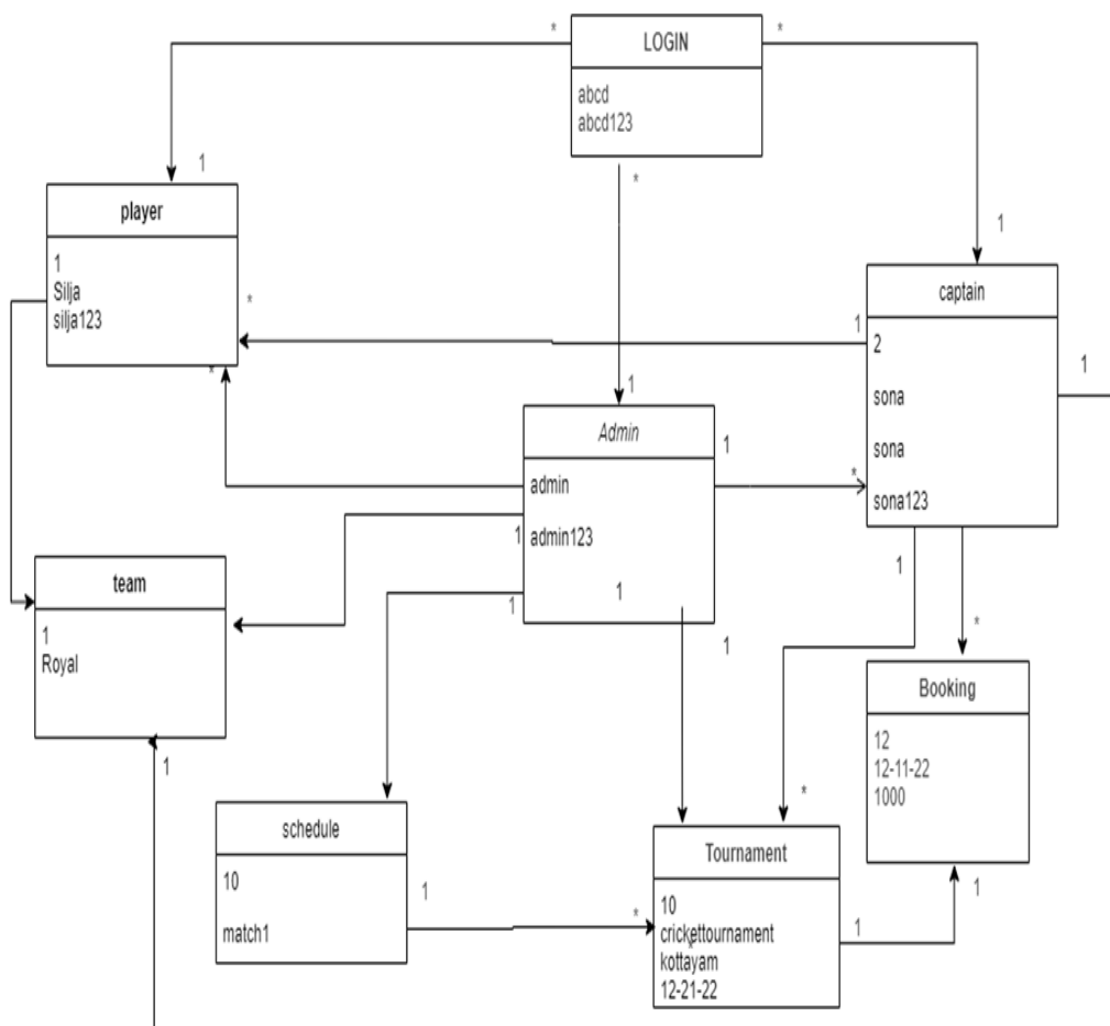 * LOGIN *
abcd
abcd123
1
*
player
1
Silja
silja123
*
*
1
captain
1
2
sona
sona
sona123
1
1
Admin
1
admin
*
1
admin123
1
1
1
team
1
Royal
1
1
*
Booking
12
12-11-22
1000
schedule
10
match1
1
*
*
Tournament
10
crickettournament
*
kottayam
12-21-22
1
1